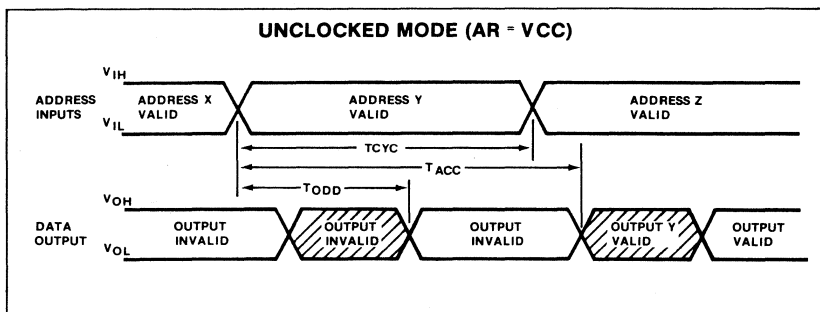 UNCLOCKED MODE (AR = VCC)
VIH
ADDRESS INPUTS
VIL
ADDRESS X VALID
ADDRESS Y VALID
ADDRESS Z VALID
TCYC
TACC
TODD
VOH
DATA OUTPUT
VOL
OUTPUT INVALID
OUTPUT INVALID
OUTPUT INVALID
OUTPUT Y VALID
OUTPUT VALID